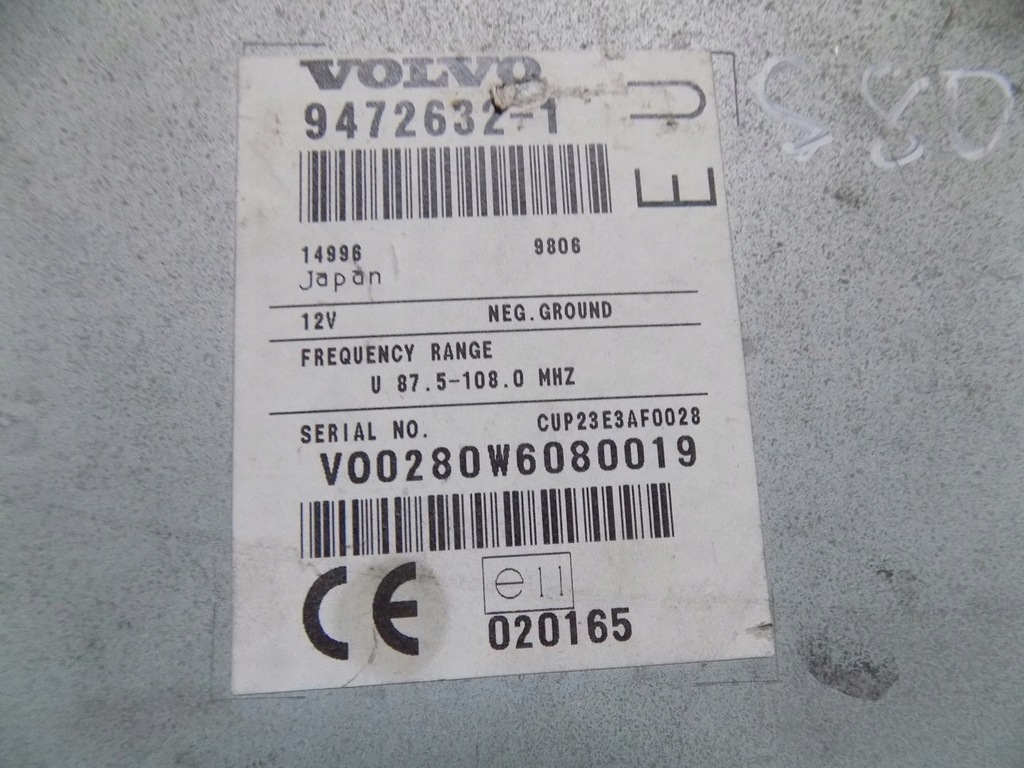 VOLVO
9472632-1
EU
S80
14996 9806
Japan
12V NEG.GROUND
FREQUENCY RANGE
U 87.5-108.0 MHZ
SERIAL NO. CUP23E3AF0028
V00280W6080019
CE e11
020165